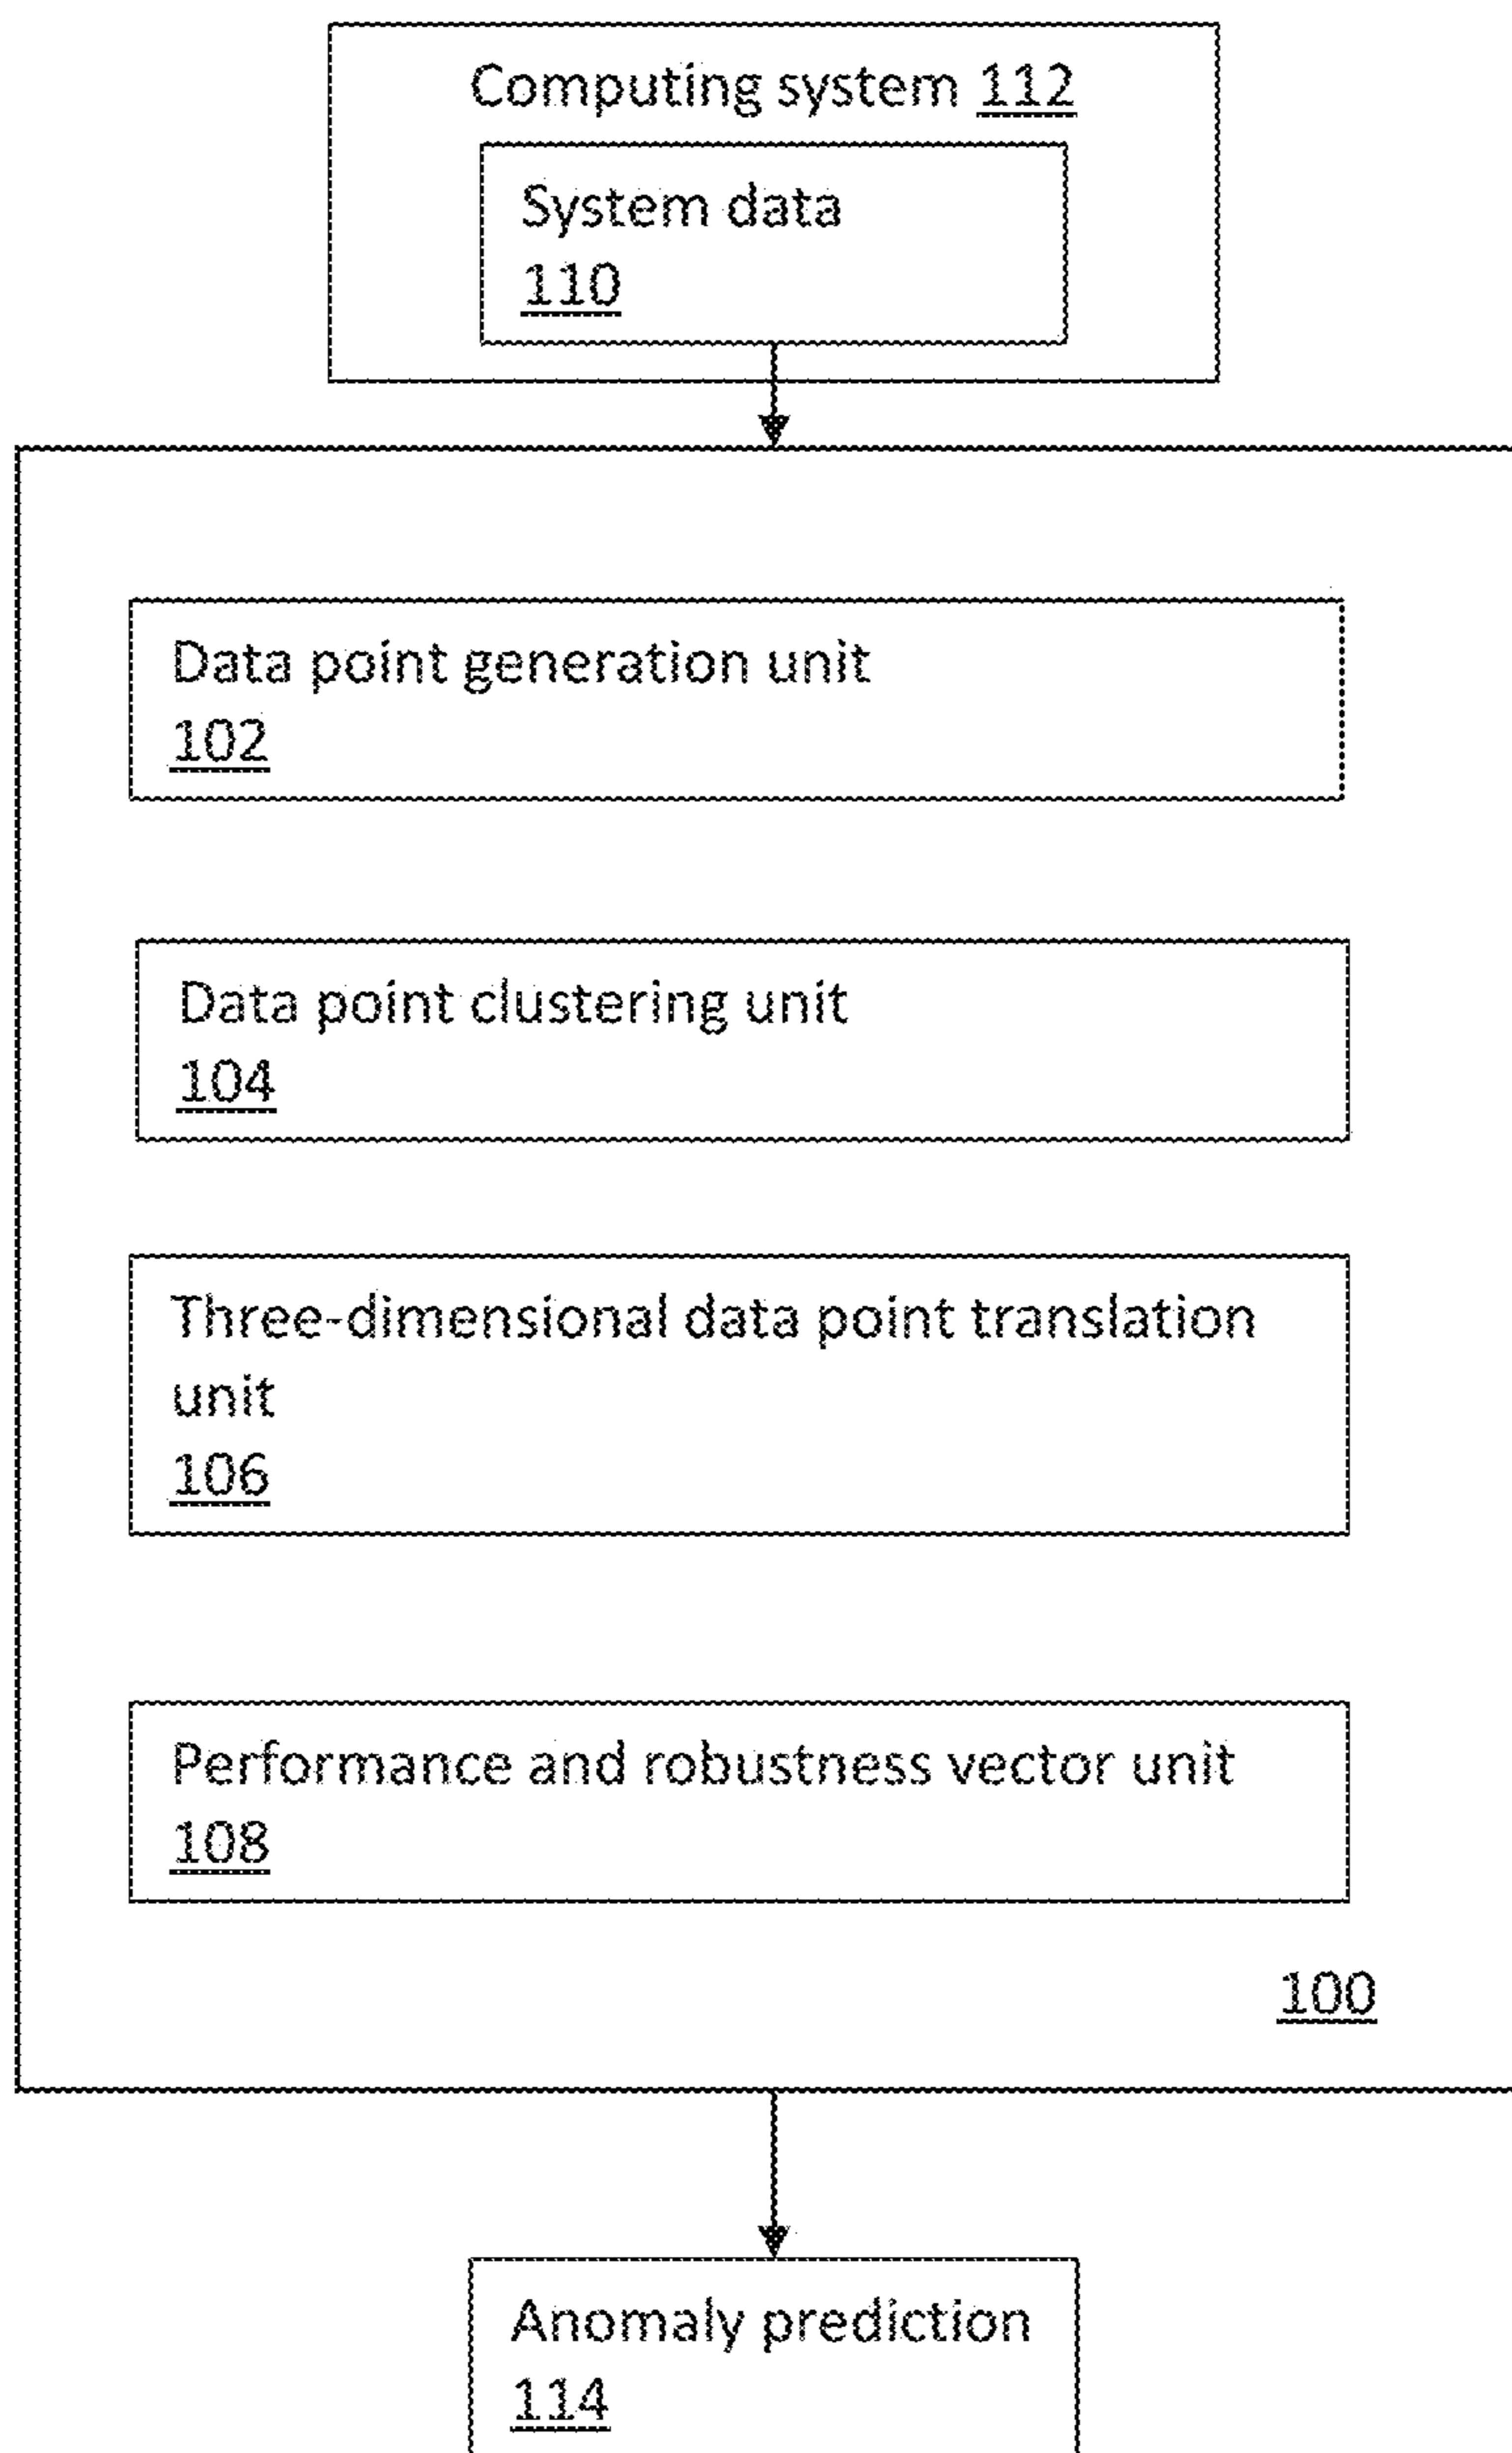 Computing system 112
System data
110
Data point generation unit
102
Data point clustering unit
104
Three-dimensional data point translation
unit
106
Performance and robustness vector unit
108
100
Anomaly prediction
114